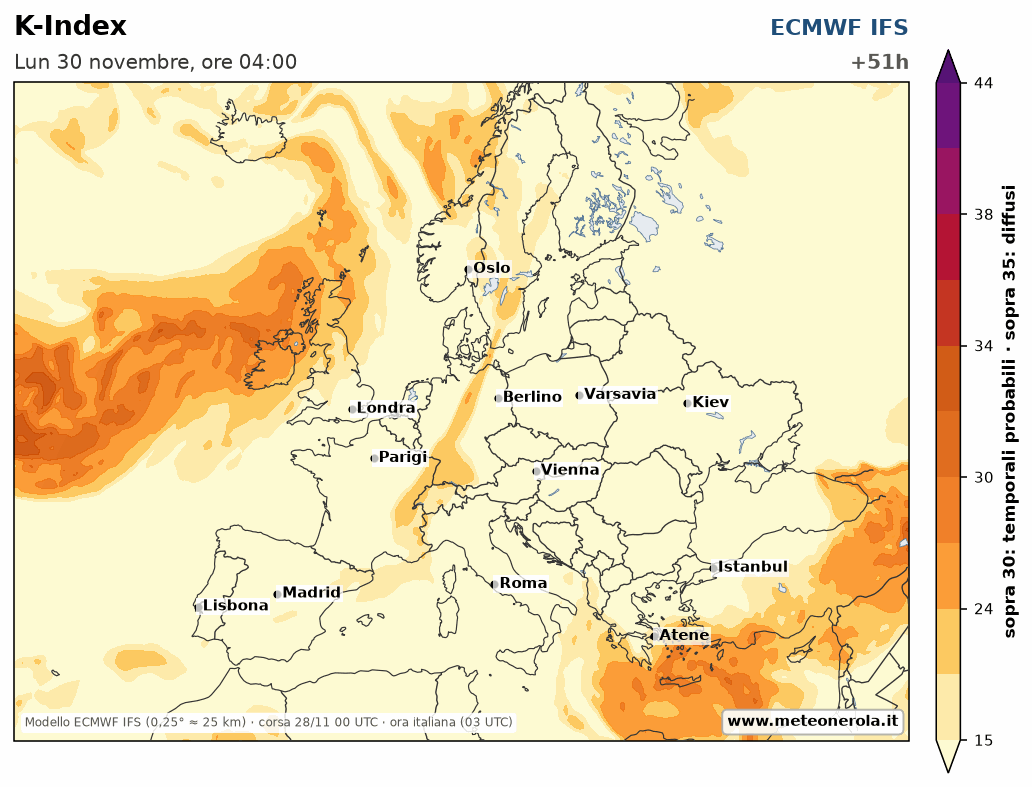 K-Index
ECMWF IFS
Lun 30 novembre, ore 04:00
+51h
44
38
34
30
24
15
sopra 30: temporali probabili · sopra 35: diffusi
Oslo
Berlino
Varsavia
Kiev
Londra
Parigi
Vienna
Istanbul
Roma
Madrid
Lisbona
Atene
Modello ECMWF IFS (0,25° ≈ 25 km) · corsa 28/11 00 UTC · ora italiana (03 UTC)
www.meteonerola.it